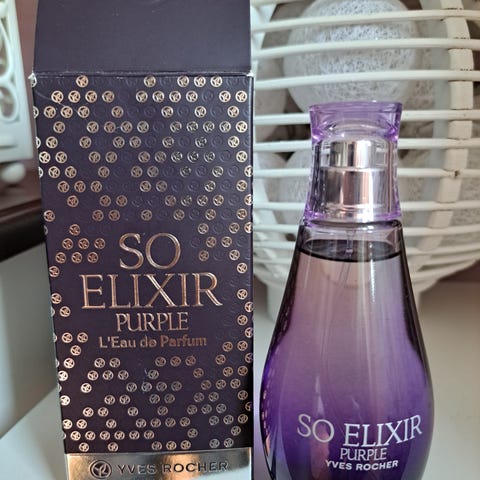 SO
ELIXIR
PURPLE
L'Eau de Parfum
YVES ROCHER
SO ELIXIR
PURPLE
YVES ROCHER